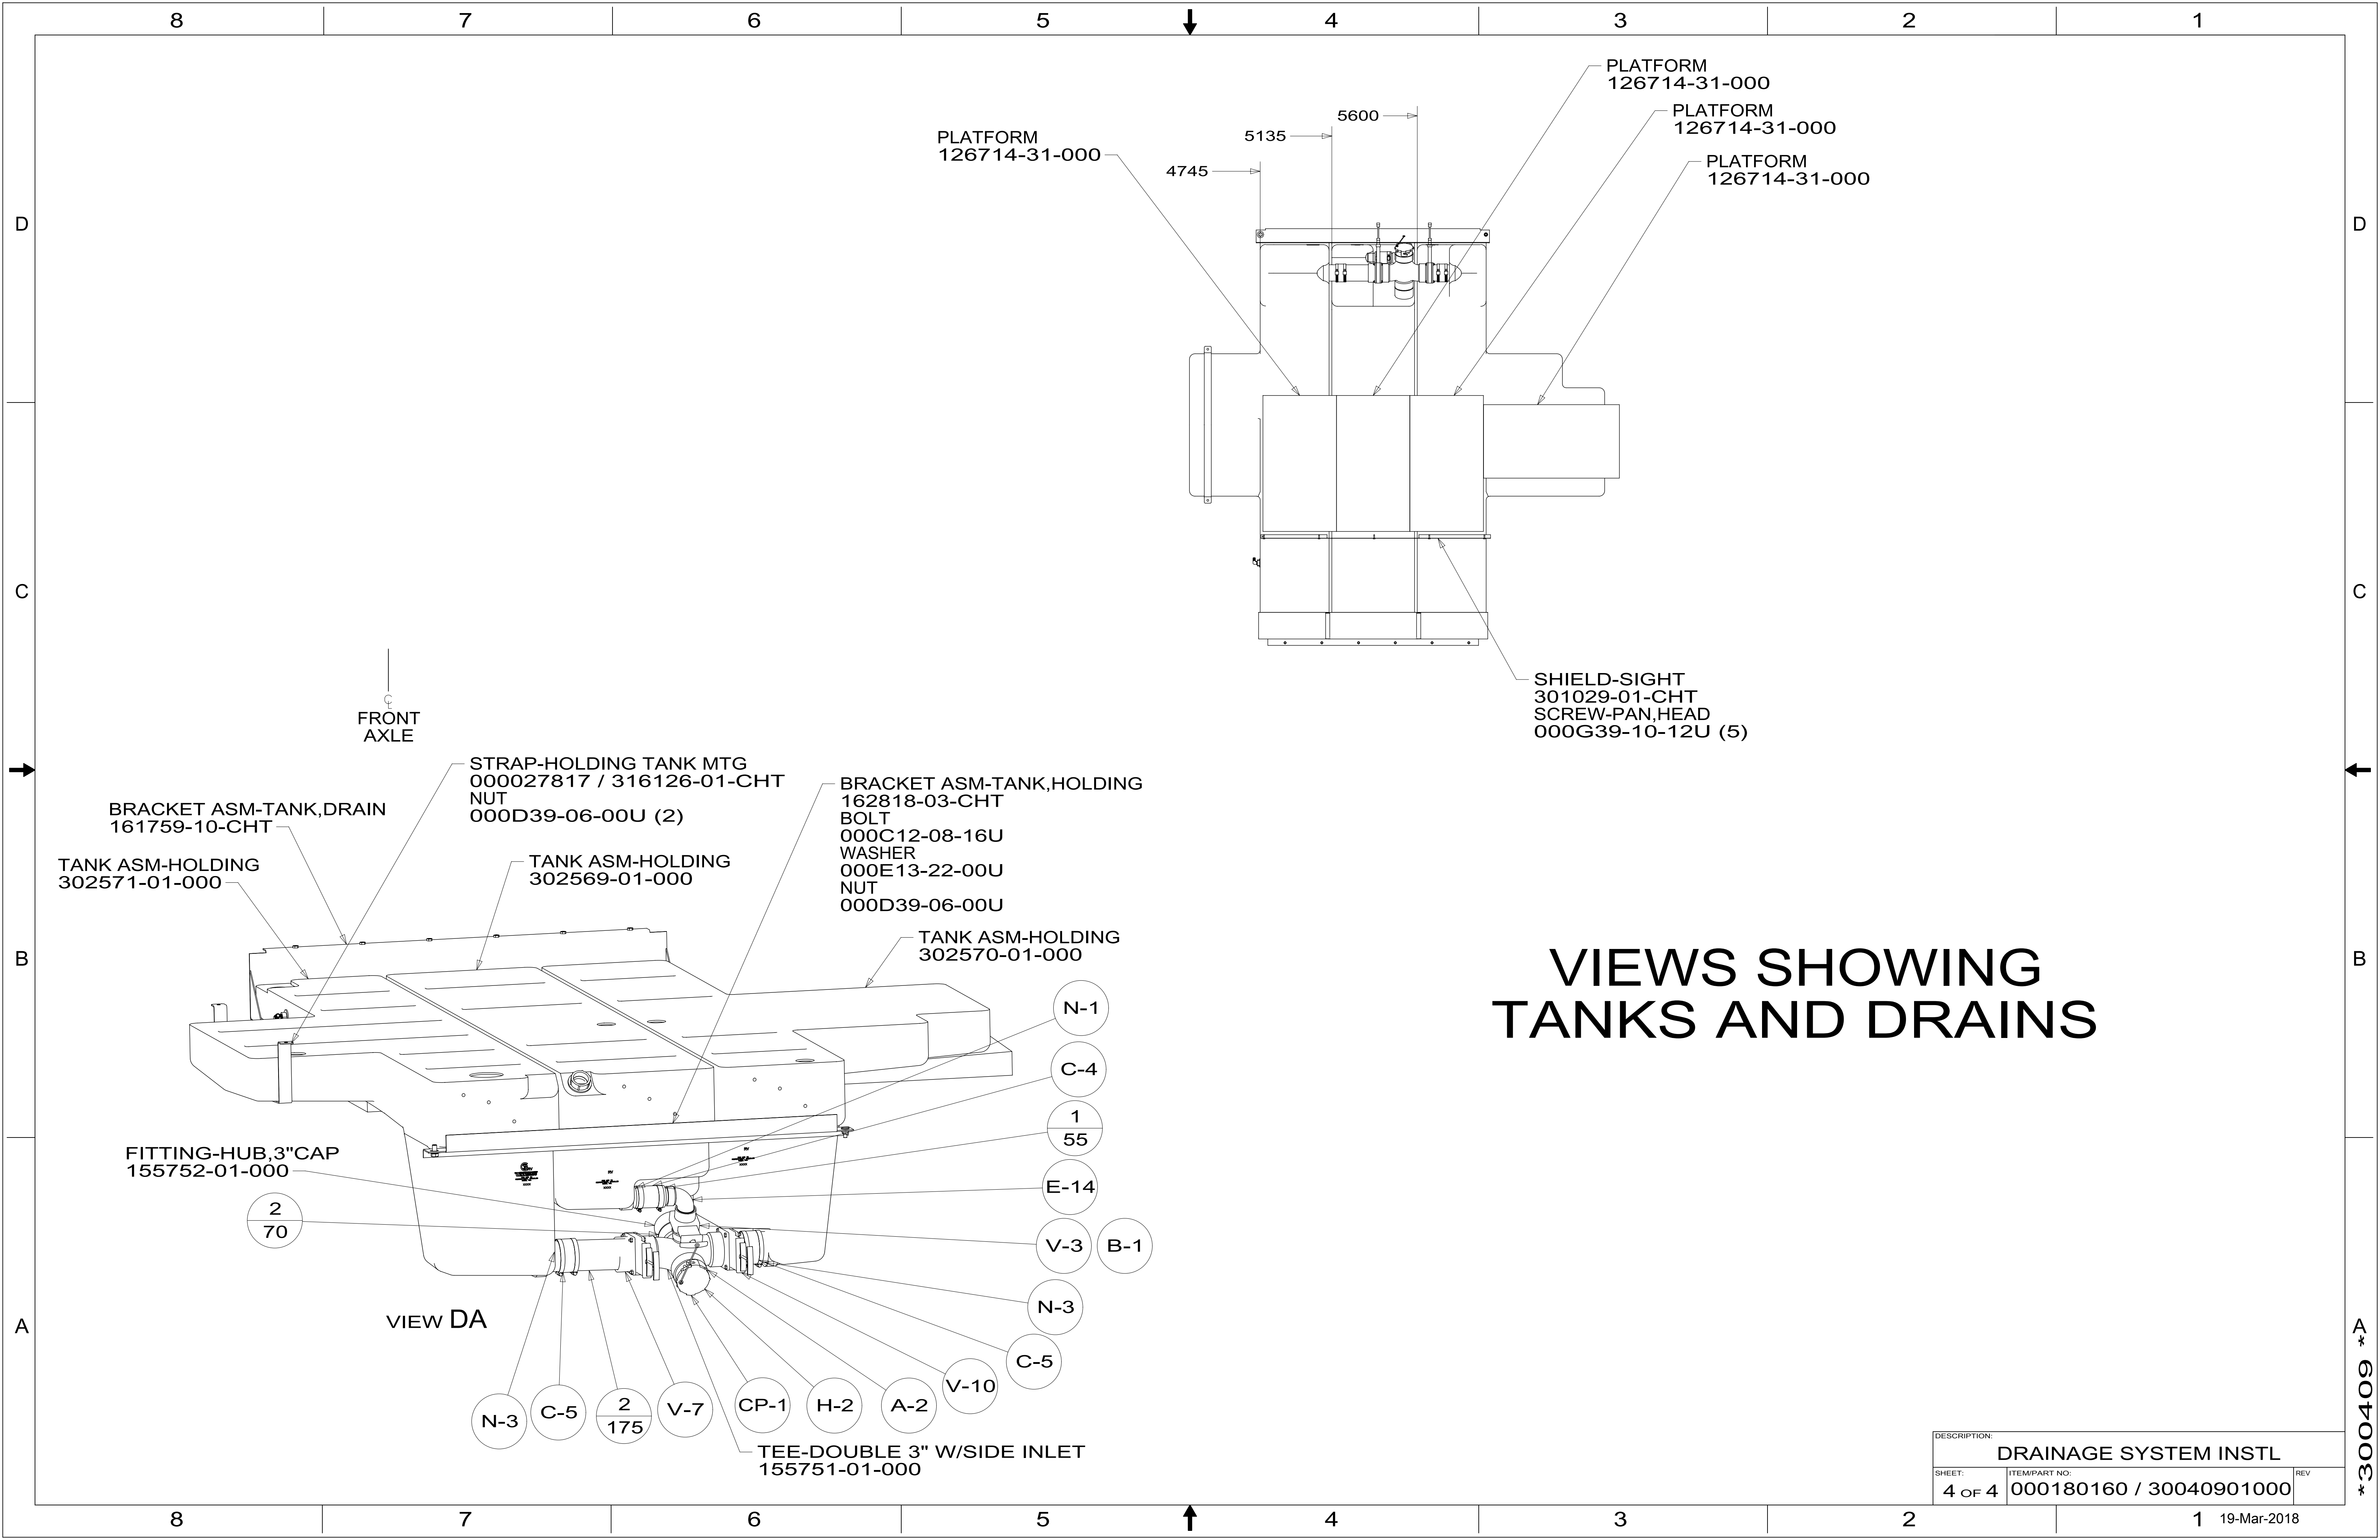 8 7 6 5 4 3 2 1
PLATFORM
126714-31-000
PLATFORM
126714-31-000
PLATFORM
126714-31-000
PLATFORM
126714-31-000
5600
5135
4745
D
D
C
C
SHIELD-SIGHT
301029-01-CHT
SCREW-PAN,HEAD
000G39-10-12U (5)
CL
FRONT
AXLE
STRAP-HOLDING TANK MTG
000027817 / 316126-01-CHT
NUT
000D39-06-00U (2)
BRACKET ASM-TANK,DRAIN
161759-10-CHT
TANK ASM-HOLDING
302571-01-000
TANK ASM-HOLDING
302569-01-000
BRACKET ASM-TANK,HOLDING
162818-03-CHT
BOLT
000C12-08-16U
WASHER
000E13-22-00U
NUT
000D39-06-00U
TANK ASM-HOLDING
302570-01-000
B
B
VIEWS SHOWING
TANKS AND DRAINS
N-1
C-4
1
55
E-14
V-3 B-1
N-3
C-5
V-10
FITTING-HUB,3"CAP
155752-01-000
2
70
VIEW DA
N-3
C-5
2
175
V-7
CP-1
H-2
A-2
TEE-DOUBLE 3" W/SIDE INLET
155751-01-000
A
A
*3000409*
DESCRIPTION:
DRAINAGE SYSTEM INSTL
SHEET:
4 OF 4
ITEM/PART NO:
000180160 / 30040901000
REV
8 7 6 5 4 3 2 1
19-Mar-2018